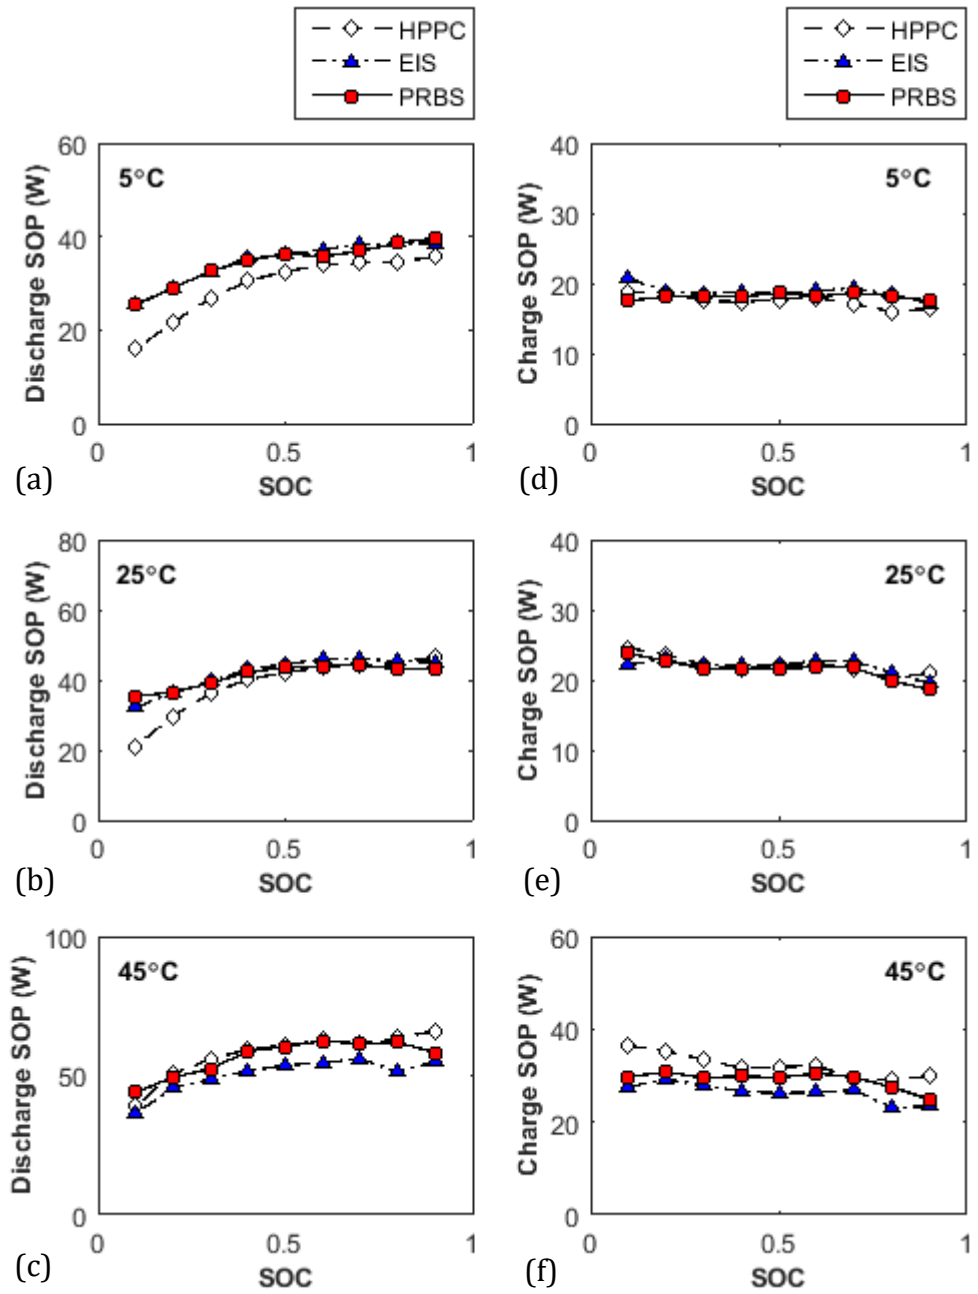 HPPC
EIS
PRBS
HPPC
EIS
PRBS
60
40
20
0
Discharge SOP (W)
5°C
0
0.5
1
SOC
(a)
40
30
20
10
0
Charge SOP (W)
5°C
0
0.5
1
SOC
(d)
80
60
40
20
0
Discharge SOP (W)
25°C
0
0.5
1
SOC
(b)
40
30
20
10
0
Charge SOP (W)
25°C
0
0.5
1
SOC
(e)
100
50
0
Discharge SOP (W)
45°C
0
0.5
1
SOC
(c)
60
40
20
0
Charge SOP (W)
45°C
0
0.5
1
SOC
(f)